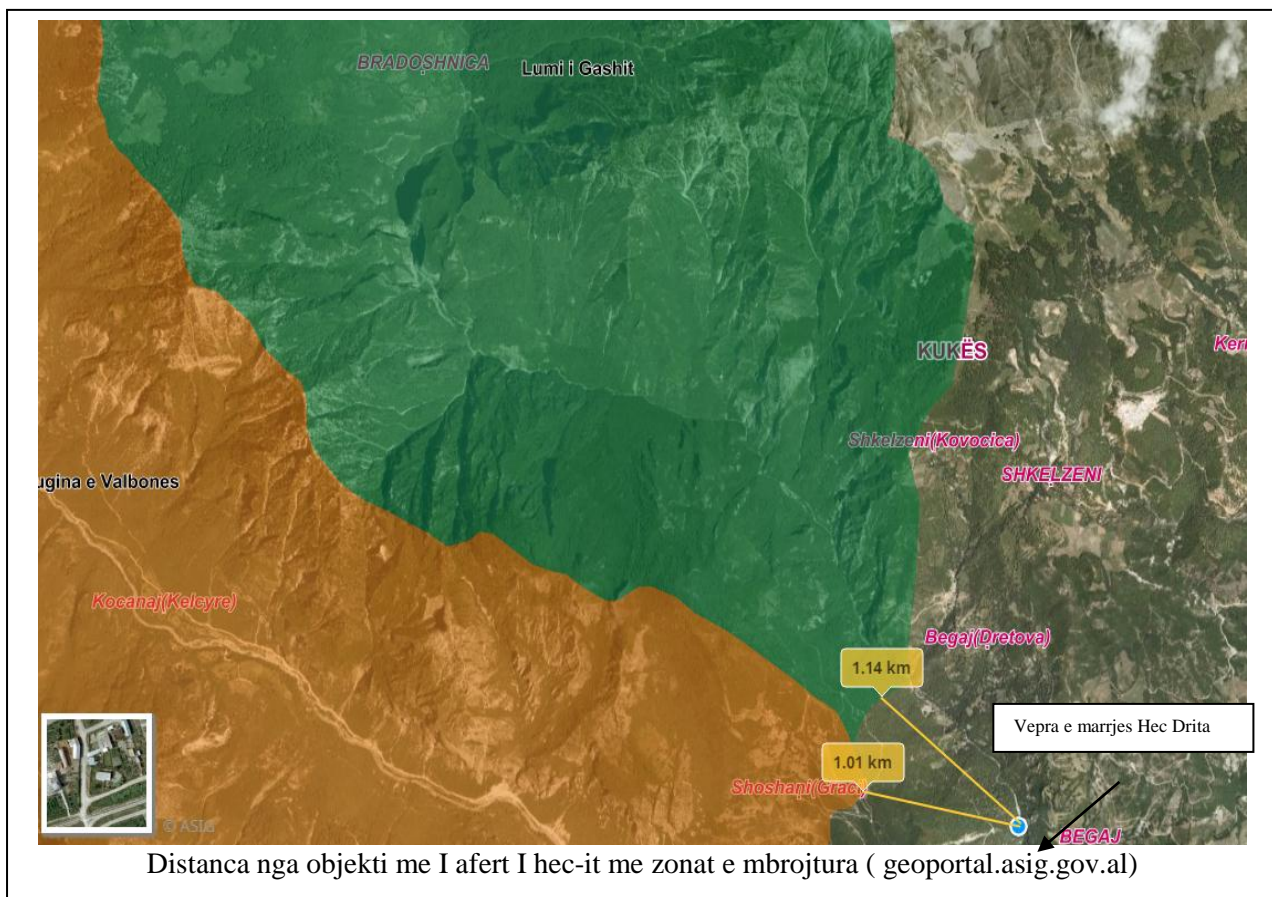 BRADOSHNICA
Lumi i Gashit
KUKËS
Shkelzeni(Kovocica)
SHKELZENI
ugina e Valbones
Kocanaj(Kelcyre)
Begaj(Dretova)
1.14 km
Vepra e marrjes Hec Drita
1.01 km
Shoshani(Grac
© ASIG
BEGAJ
Distanca nga objekti me I afert I hec-it me zonat e mbrojtura ( geoportal.asig.gov.al)